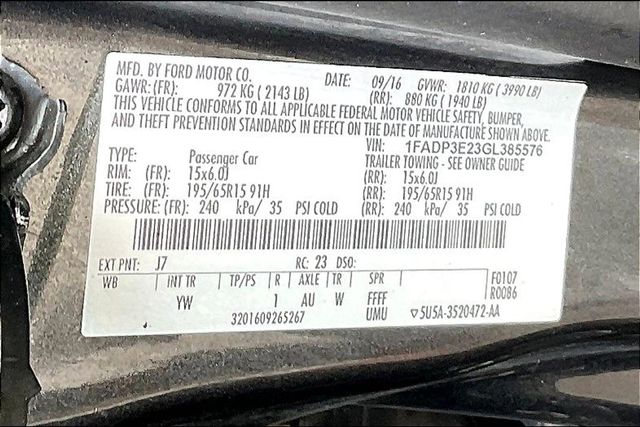 MFD. BY FORD MOTOR CO. DATE: 09/16 GVWR: 1810 KG ( 3990 LB)
GAWR: (FR): 972 KG ( 2143 LB) (RR): 880 KG ( 1940 LB)
THIS VEHICLE CONFORMS TO ALL APPLICABLE FEDERAL MOTOR VEHICLE SAFETY, BUMPER,
AND THEFT PREVENTION STANDARDS IN EFFECT ON THE DATE OF MANUFACTURE SHOWN ABOVE.
VIN: 1FADP3E23GL385576
TYPE: Passenger Car TRAILER TOWING - SEE OWNER GUIDE
RIM: (FR): 15x6.0J (RR): 15x6.0J
TIRE: (FR): 195/65R15 91H (RR): 195/65R15 91H
PRESSURE: (FR): 240 kPa/ 35 PSI COLD (RR): 240 kPa/ 35 PSI COLD
EXT PNT: J7 RC: 23 DSO: F0107
WB INT TR TP/PS R AXLE TR SPR R0086
YW 1 AU W FFFF
3201609265267 UMU ▽5U5A-3520472-AA